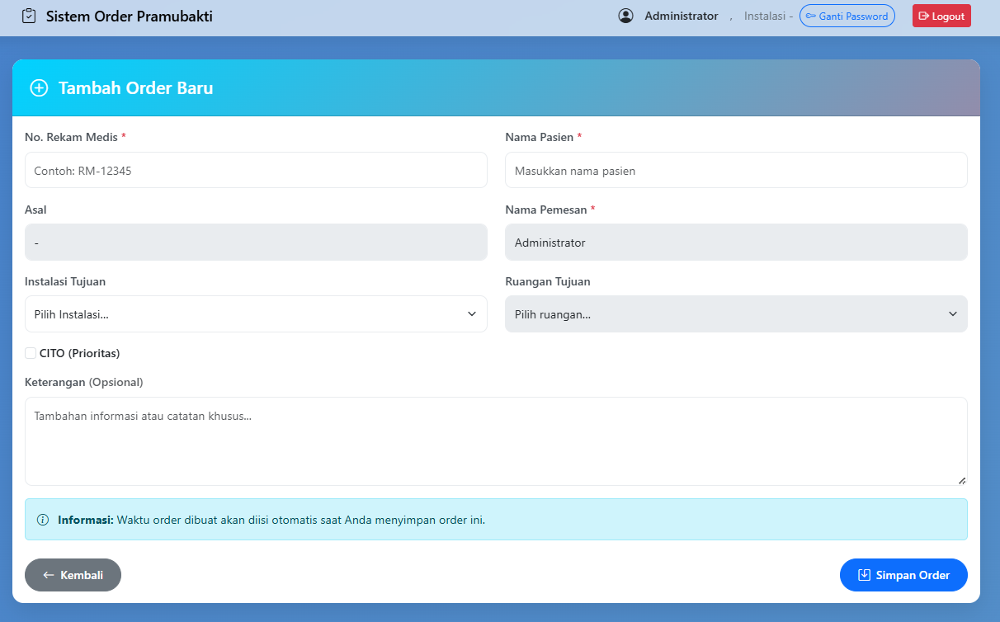 Sistem Order Pramubakti
Administrator , Instalasi - Ganti Password Logout
Tambah Order Baru
No. Rekam Medis * Nama Pasien *
Contoh: RM-12345 Masukkan nama pasien
Asal Nama Pemesan *
- Administrator
Instalasi Tujuan Ruangan Tujuan
Pilih Instalasi... Pilih ruangan...
CITO (Prioritas)
Keterangan (Opsional)
Tambahan informasi atau catatan khusus...
Informasi: Waktu order dibuat akan diisi otomatis saat Anda menyimpan order ini.
Kembali Simpan Order